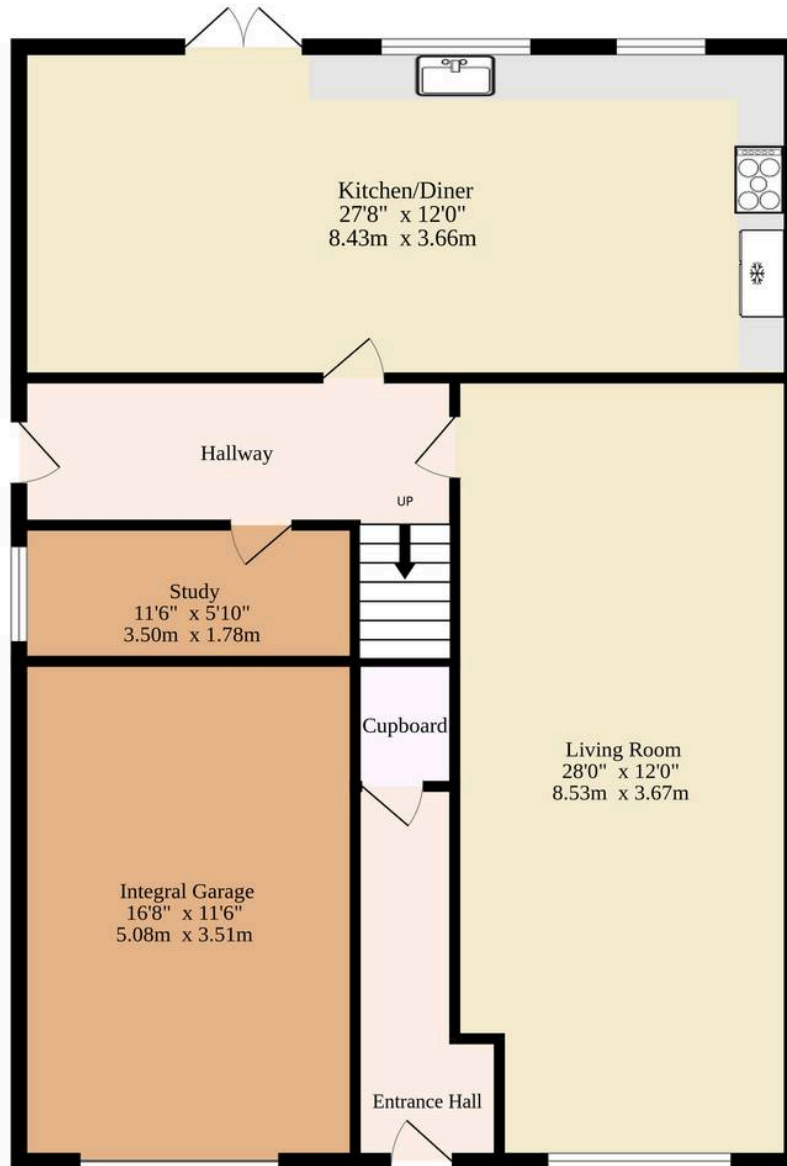 Kitchen/Diner
27'8" x 12'0"
8.43m x 3.66m
Hallway
UP
Study
11'6" x 5'10"
3.50m x 1.78m
Cupboard
Living Room
28'0" x 12'0"
8.53m x 3.67m
Integral Garage
16'8" x 11'6"
5.08m x 3.51m
Entrance Hall